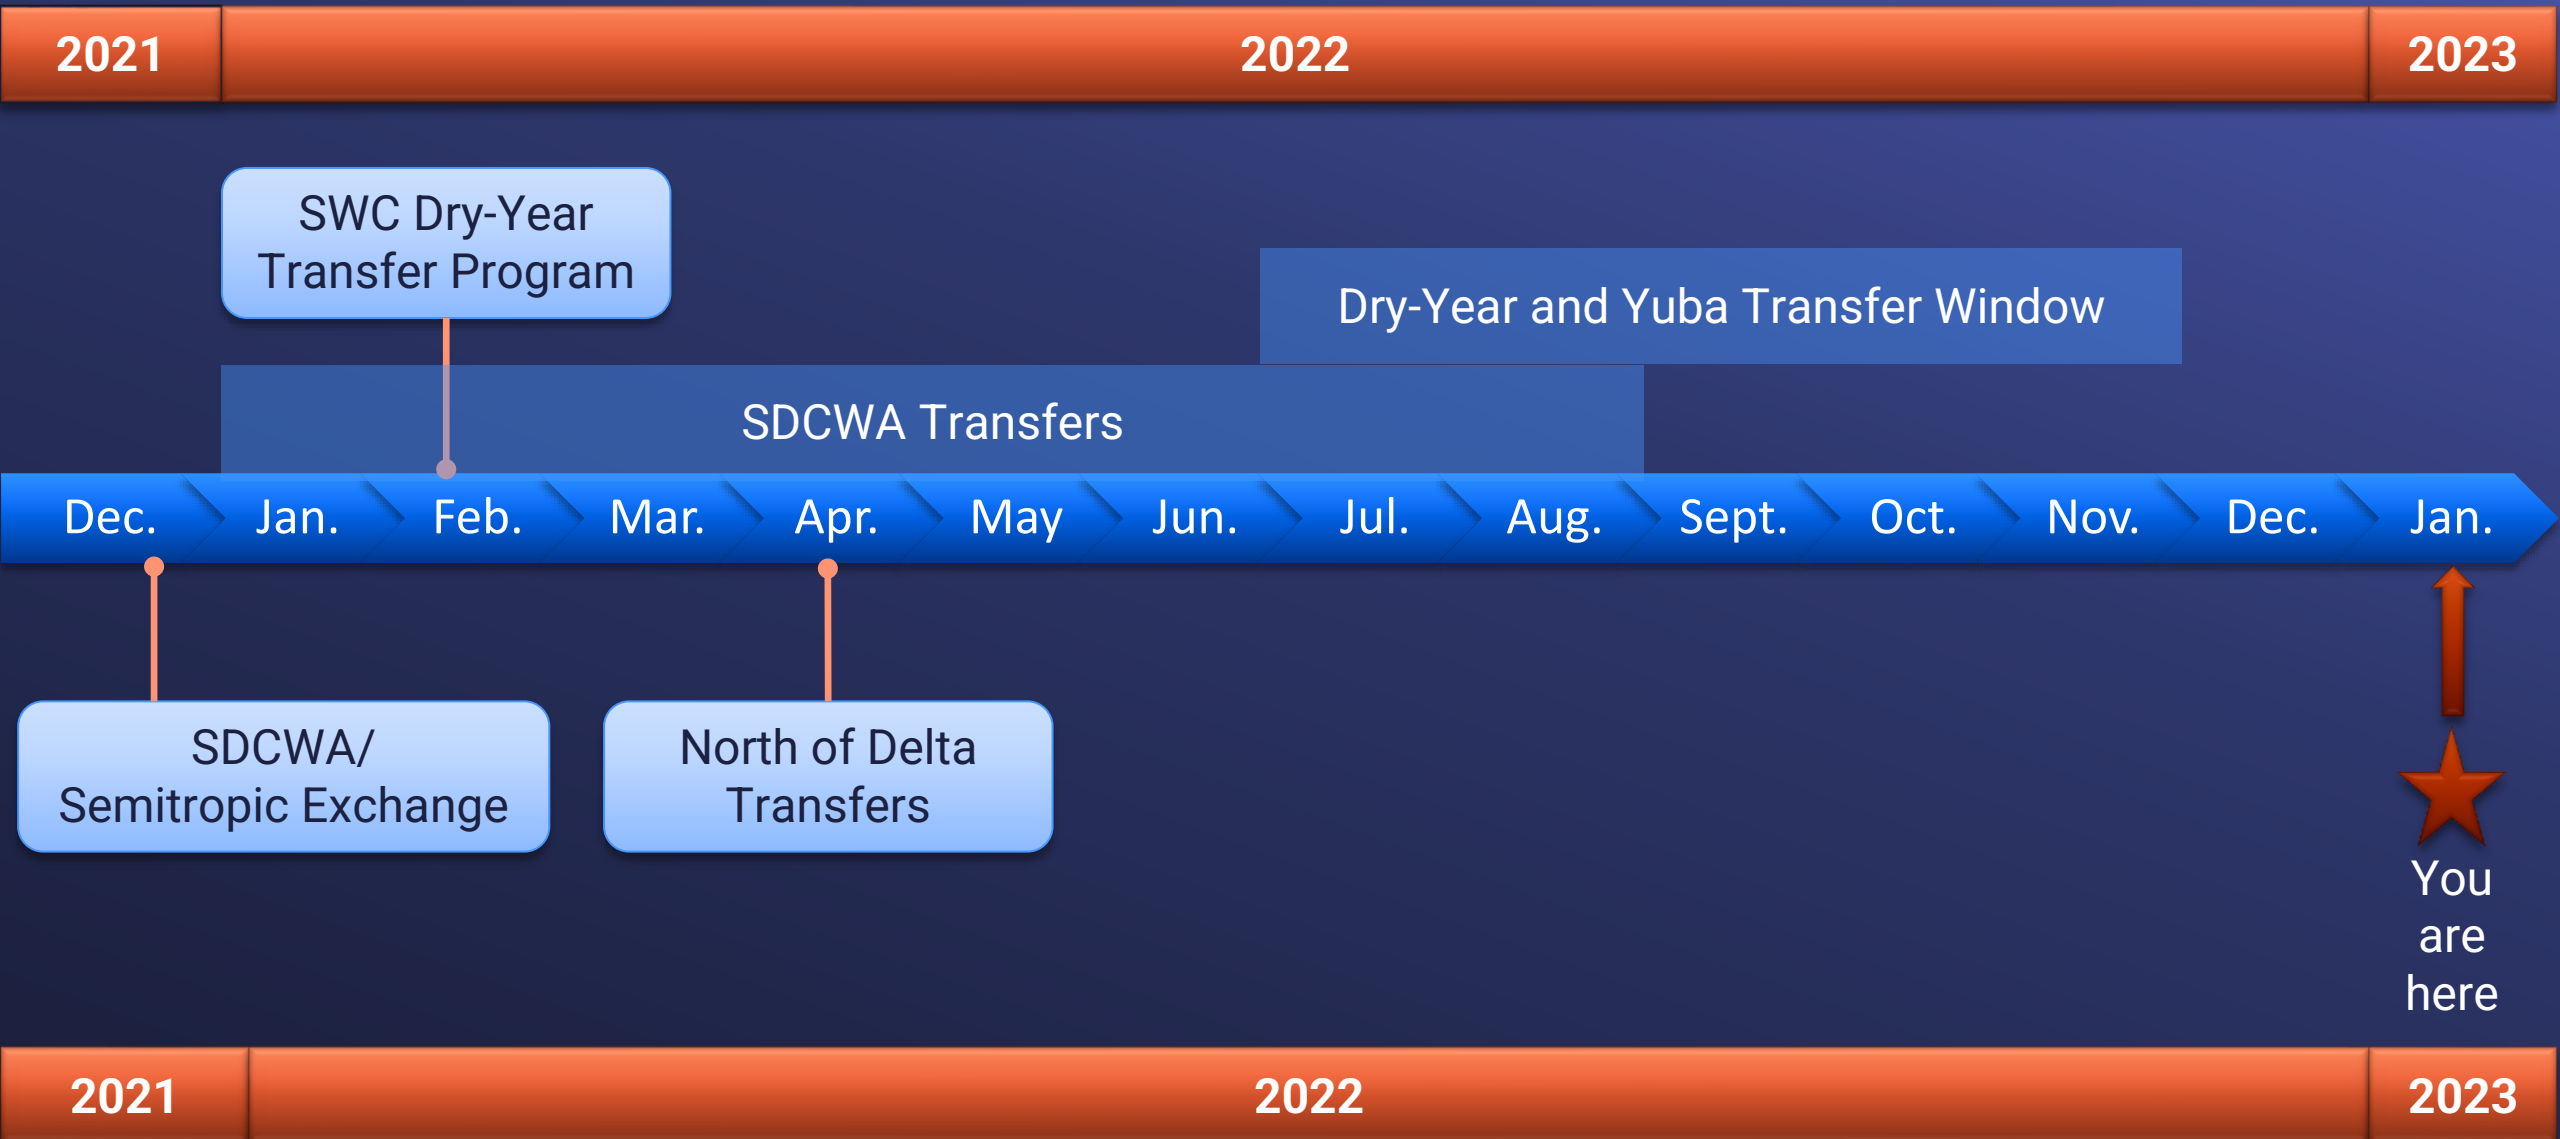 2021
2022
2023
SWC Dry-Year
Transfer Program
Dry-Year and Yuba Transfer Window
SDCWA Transfers
Dec.
Jan.
Feb.
Mar.
Apr.
May
Jun.
Jul.
Aug.
Sept.
Oct.
Nov.
Dec.
Jan.
SDCWA/
Semitropic Exchange
North of Delta
Transfers
You
are
here
2021
2022
2023